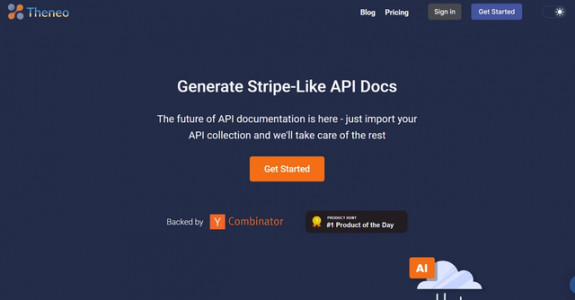 Theneo
Blog Pricing Sign in Get Started
Generate Stripe-Like API Docs
The future of API documentation is here - just import your
API collection and we'll take care of the rest
Get Started
Backed by Y Combinator
PRODUCT HUNT
#1 Product of the Day
AI